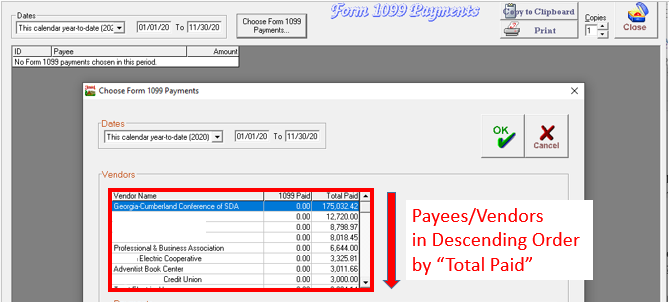 Dates
This calendar year-to-date (202
01/01/20 To 11/30/20
Choose Form 1099
Payments...
Form 1099 Payments
Copy to Clipboard
Print
Copies
1
Close
ID Payee Amount
No Form 1099 payments chosen in this period.
Choose Form 1099 Payments
Dates
This calendar year-to-date (2020)
01/01/20 To 11/30/20
OK
Cancel
Vendors
Vendor Name 1099 Paid Total Paid
Georgia-Cumberland Conference of SDA 0.00 175,032.42
0.00 12,720.00
0.00 8,798.97
0.00 8,018.45
Professional & Business Association 0.00 6,644.00
Electric Cooperative 0.00 3,325.81
Adventist Book Center 0.00 3,011.66
Credit Union 0.00 3,000.00
Payees/Vendors
in Descending Order
by “Total Paid”